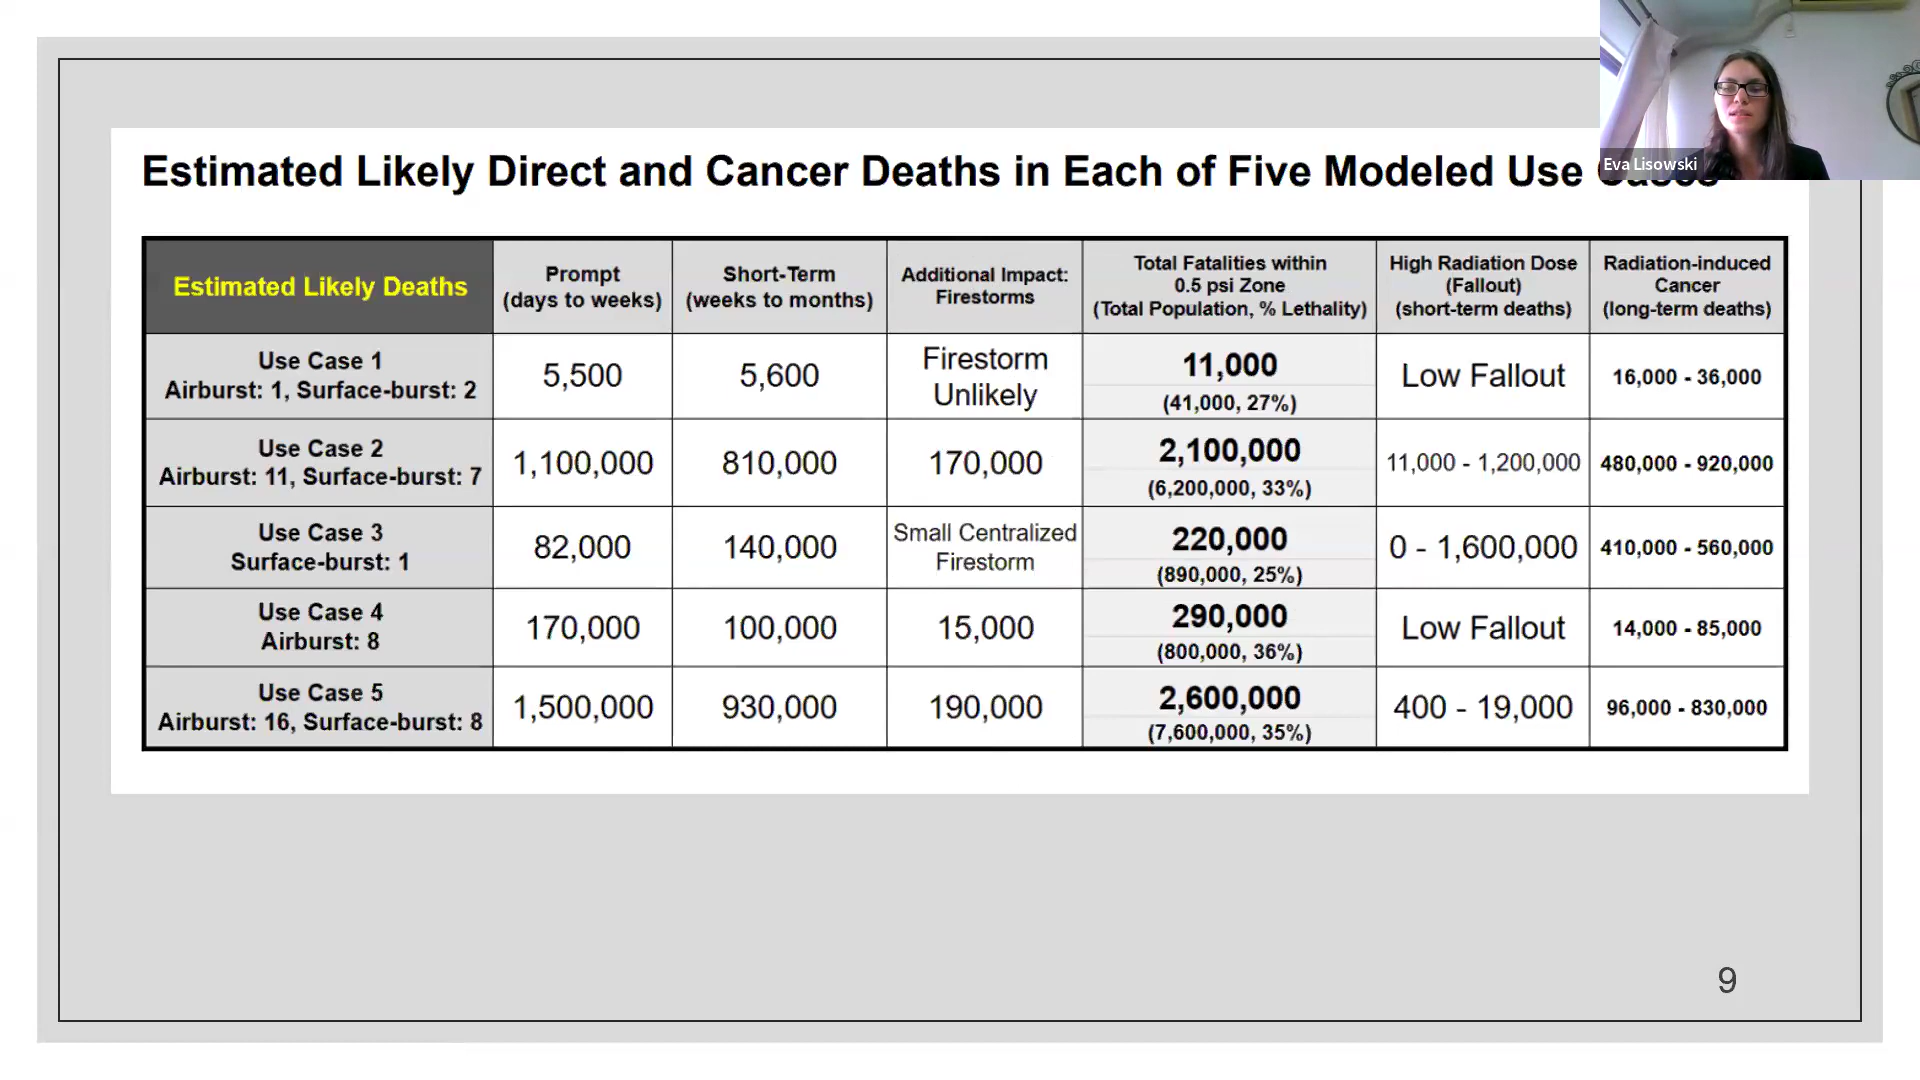 Eva Lisowski
Estimated Likely Direct and Cancer Deaths in Each of Five Modeled Use
Estimated Likely Deaths
Prompt
(days to weeks)
Short-Term
(weeks to months)
Additional Impact:
Firestorms
Total Fatalities within
0.5 psi Zone
(Total Population, % Lethality)
High Radiation Dose
(Fallout)
(short-term deaths)
Radiation-induced
Cancer
(long-term deaths)
Use Case 1
Airburst: 1, Surface-burst: 2
5,500
5,600
Firestorm
Unlikely
11,000
(41,000, 27%)
Low Fallout
16,000 - 36,000
Use Case 2
Airburst: 11, Surface-burst: 7
1,100,000
810,000
170,000
2,100,000
(6,200,000, 33%)
11,000 - 1,200,000
480,000 - 920,000
Use Case 3
Surface-burst: 1
82,000
140,000
Small Centralized
Firestorm
220,000
(890,000, 25%)
0 - 1,600,000
410,000 - 560,000
Use Case 4
Airburst: 8
170,000
100,000
15,000
290,000
(800,000, 36%)
Low Fallout
14,000 - 85,000
Use Case 5
Airburst: 16, Surface-burst: 8
1,500,000
930,000
190,000
2,600,000
(7,600,000, 35%)
400 - 19,000
96,000 - 830,000
9